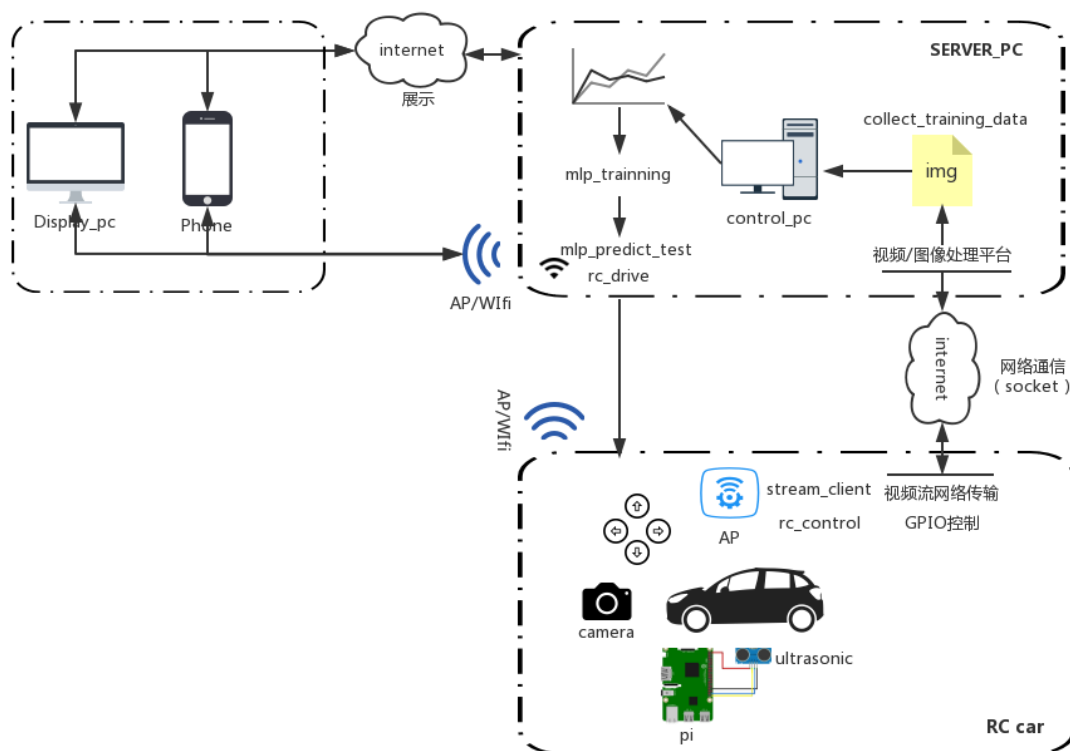 internet
展示
SERVER_PC
collect_training_data
img
mlp_trainning
control_pc
Display_pc
Phone
mlp_predict_test
rc_drive
视频/图像处理平台
AP/WIfi
internet
网络通信
( socket )
AP/WIfi
stream_client
rc_control
AP
视频流网络传输
GPIO控制
camera
ultrasonic
pi
RC car